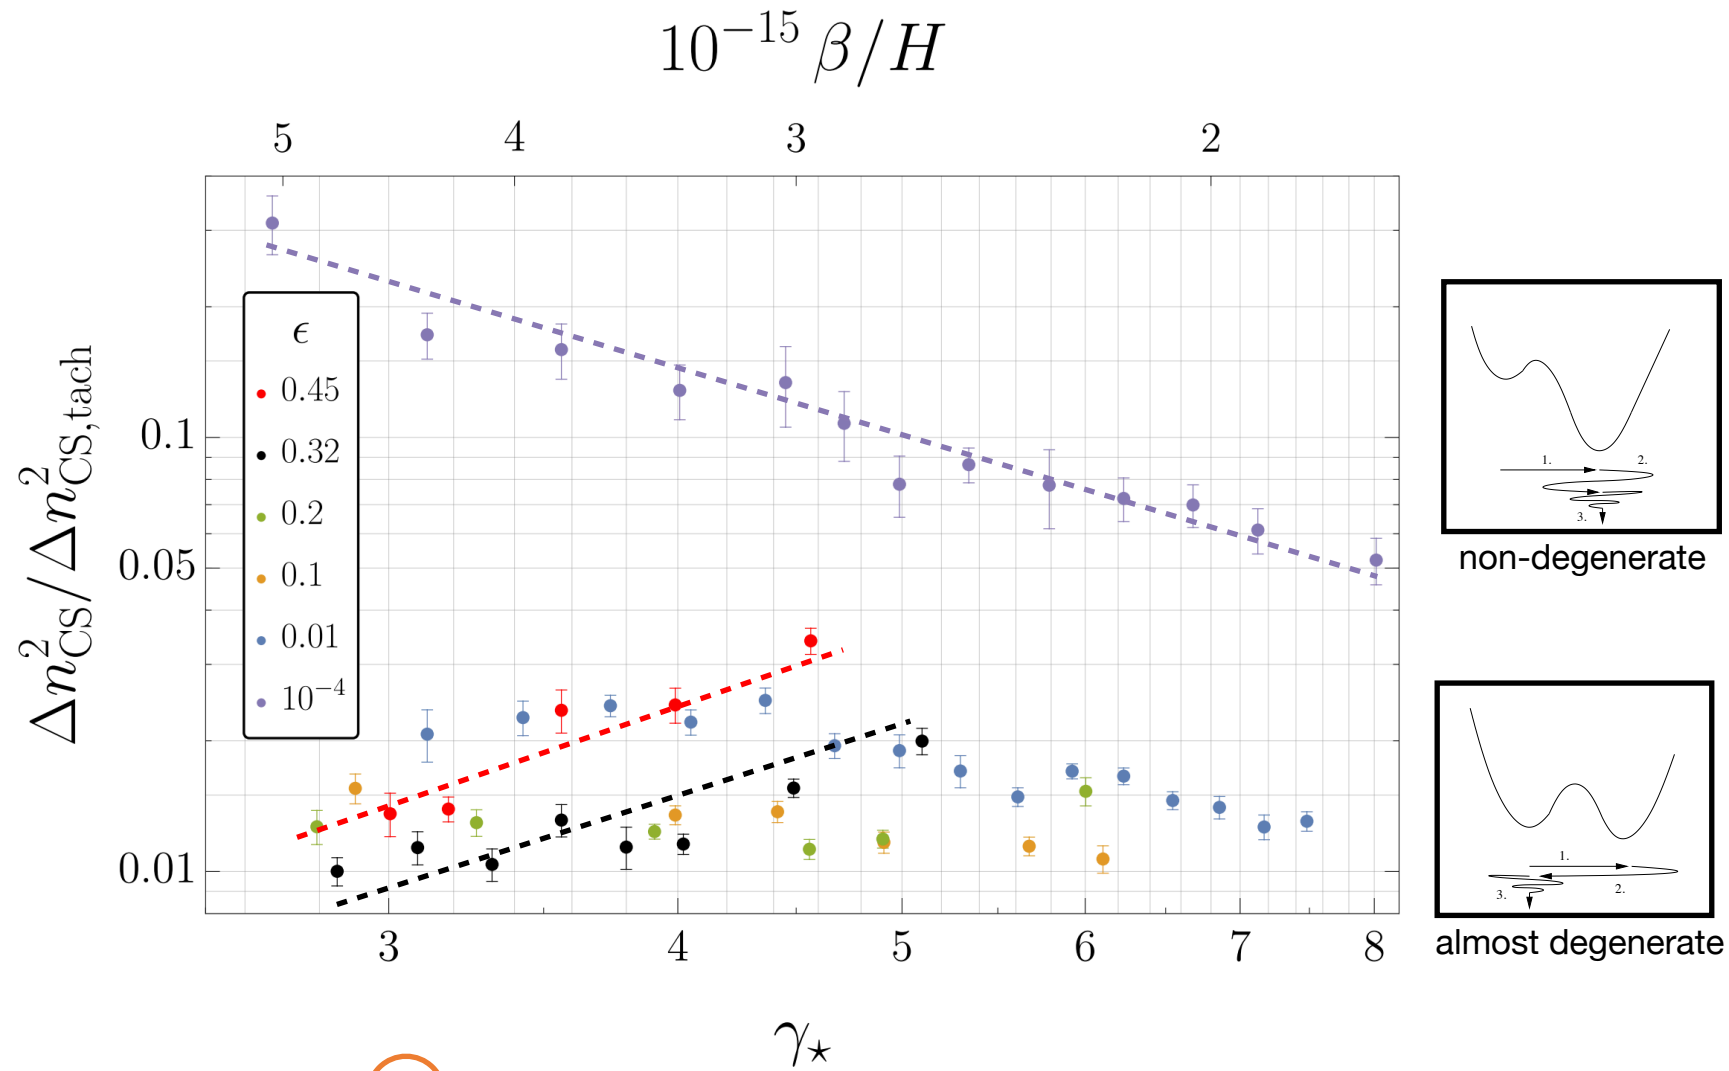 10⁻¹⁵ β/H
5 4 3 2
Δn²CS/Δn²CS,tach
0.1
0.05
0.01
ϵ
0.45
0.32
0.2
0.1
0.01
10⁻⁴
3 4 5 6 7 8
γ⋆
1. 2.
3.
non-degenerate
1.
2.
3.
almost degenerate